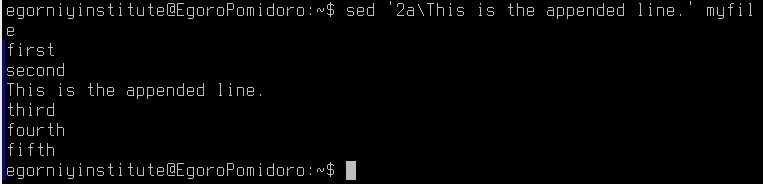 egorniyinstitute@EgoroPomidoro:~$ sed '2a\This is the appended line.' myfil
e
first
second
This is the appended line.
third
fourth
fifth
egorniyinstitute@EgoroPomidoro:~$